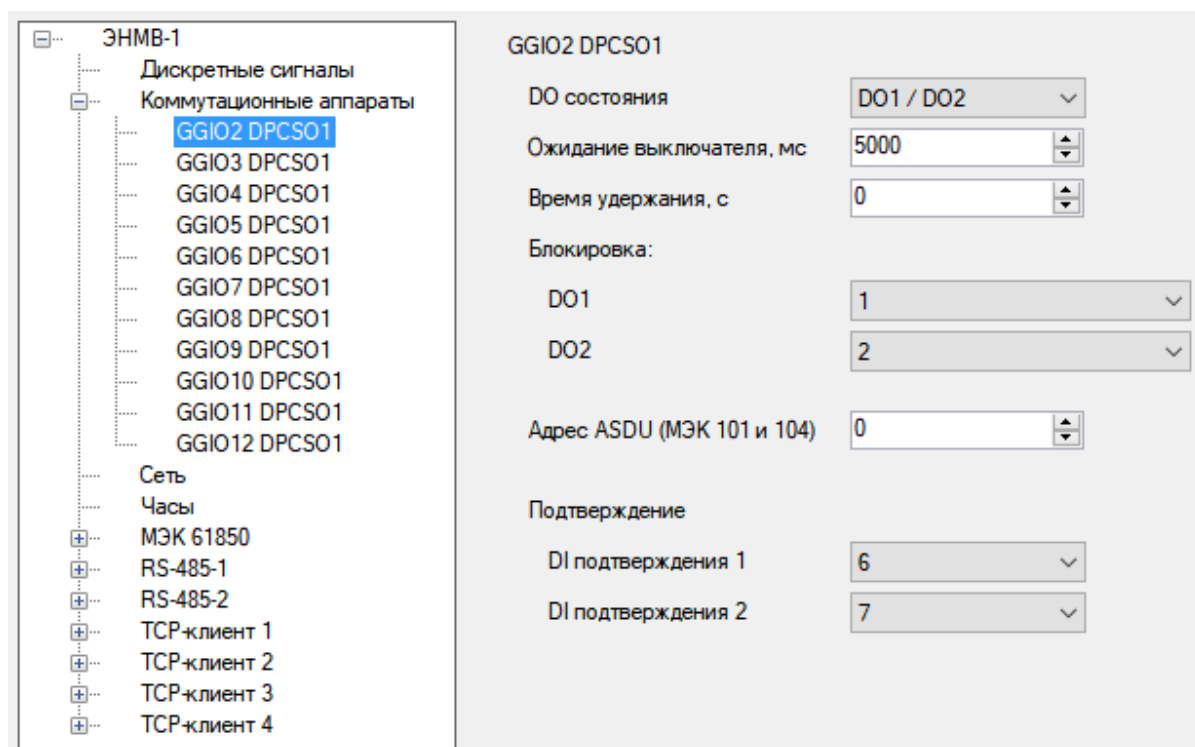 ЭНМВ-1
Дискретные сигналы
Коммутационные аппараты
GGIO2 DPCSO1
GGIO3 DPCSO1
GGIO4 DPCSO1
GGIO5 DPCSO1
GGIO6 DPCSO1
GGIO7 DPCSO1
GGIO8 DPCSO1
GGIO9 DPCSO1
GGIO10 DPCSO1
GGIO11 DPCSO1
GGIO12 DPCSO1
Сеть
Часы
МЭК 61850
RS-485-1
RS-485-2
TCP-клиент 1
TCP-клиент 2
TCP-клиент 3
TCP-клиент 4
GGIO2 DPCSO1
DO состояния DO1 / DO2
Ожидание выключателя, мс 5000
Время удержания, с 0
Блокировка:
DO1 1
DO2 2
Адрес ASDU (МЭК 101 и 104) 0
Подтверждение
DI подтверждения 1 6
DI подтверждения 2 7